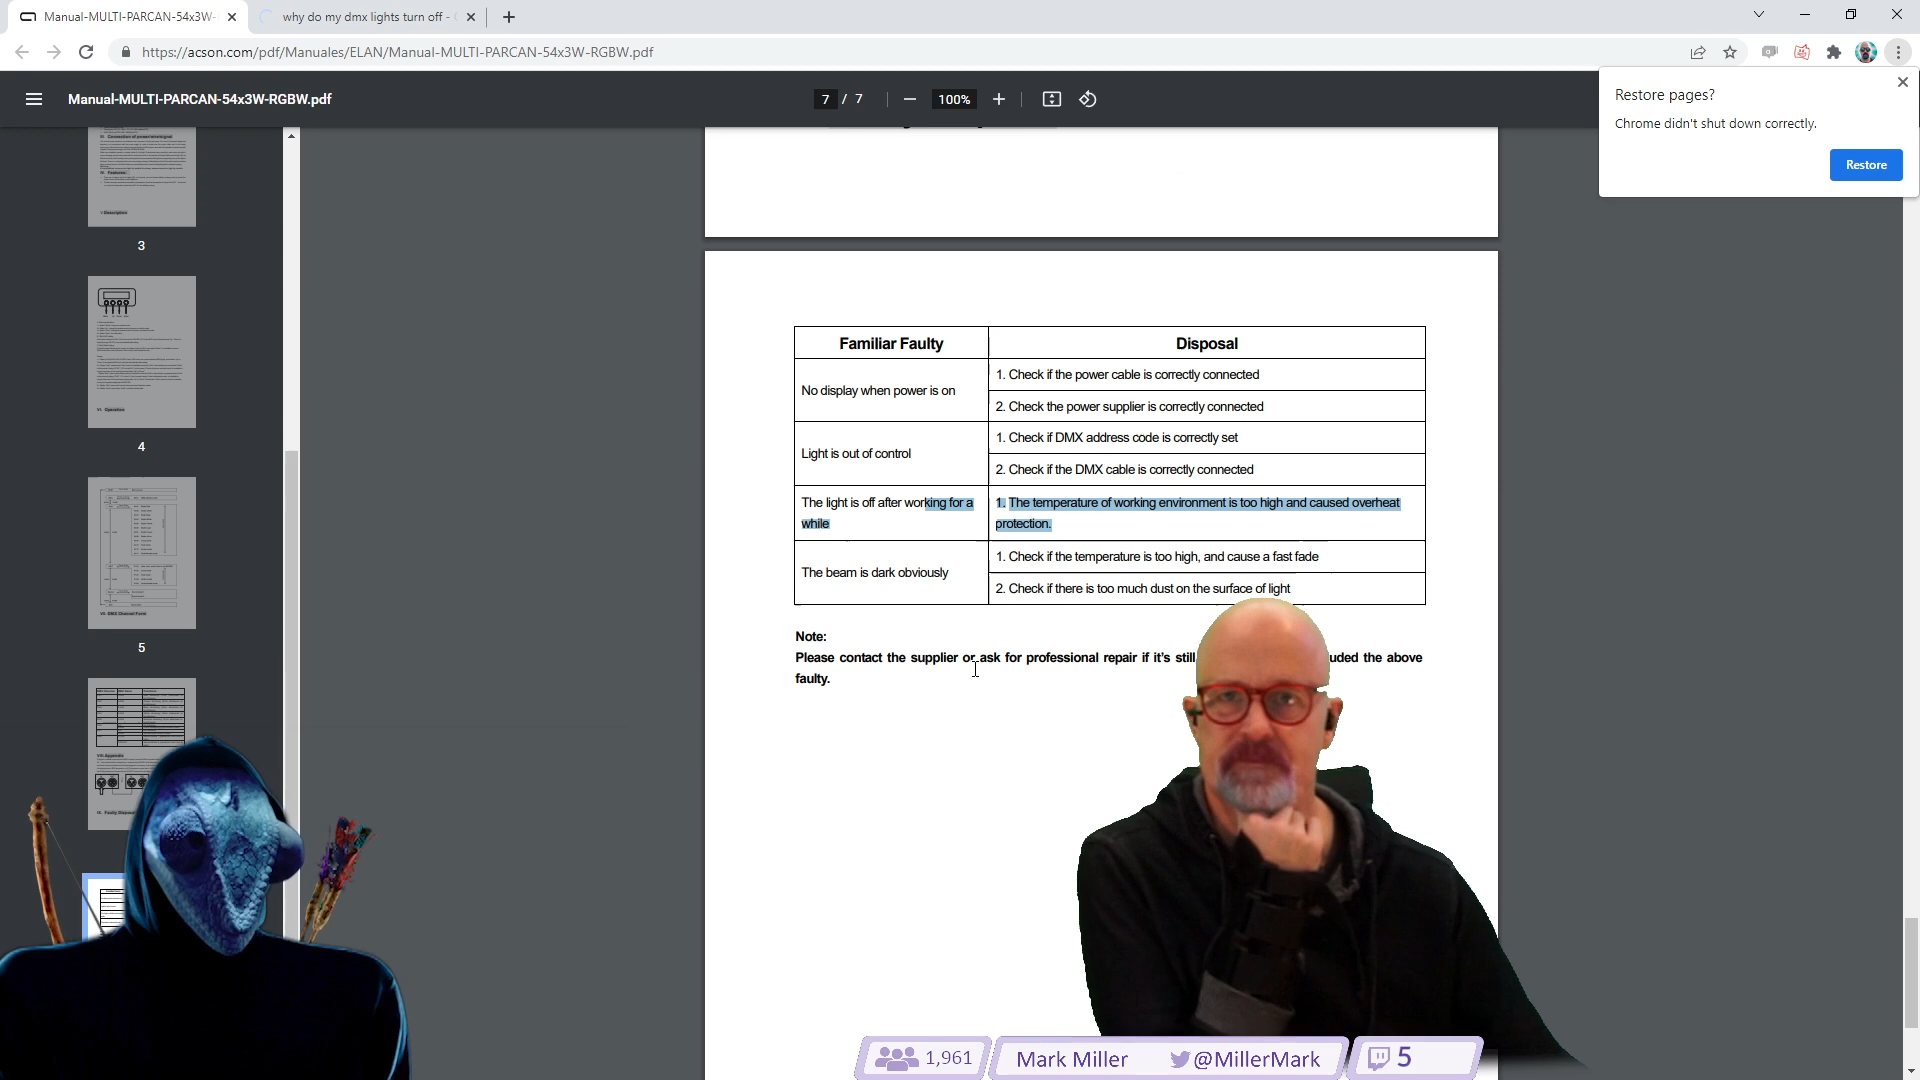 Manual-MULTI-PARCAN-54x3W-
why do my dmx lights turn off -
https://acson.com/pdf/Manuales/ELAN/Manual-MULTI-PARCAN-54x3W-RGBW.pdf
Manual-MULTI-PARCAN-54x3W-RGBW.pdf
7 / 7
100%
Restore pages?
Chrome didn't shut down correctly.
Restore
3
4
5
Familiar Faulty
Disposal
No display when power is on
1. Check if the power cable is correctly connected
2. Check the power supplier is correctly connected
Light is out of control
1. Check if DMX address code is correctly set
2. Check if the DMX cable is correctly connected
The light is off after working for a
while
1. The temperature of working environment is too high and caused overheat
protection.
The beam is dark obviously
1. Check if the temperature is too high, and cause a fast fade
2. Check if there is too much dust on the surface of light
Note:
Please contact the supplier or ask for professional repair if it's still uded the above
faulty.
1,961
Mark Miller
@MillerMark
5